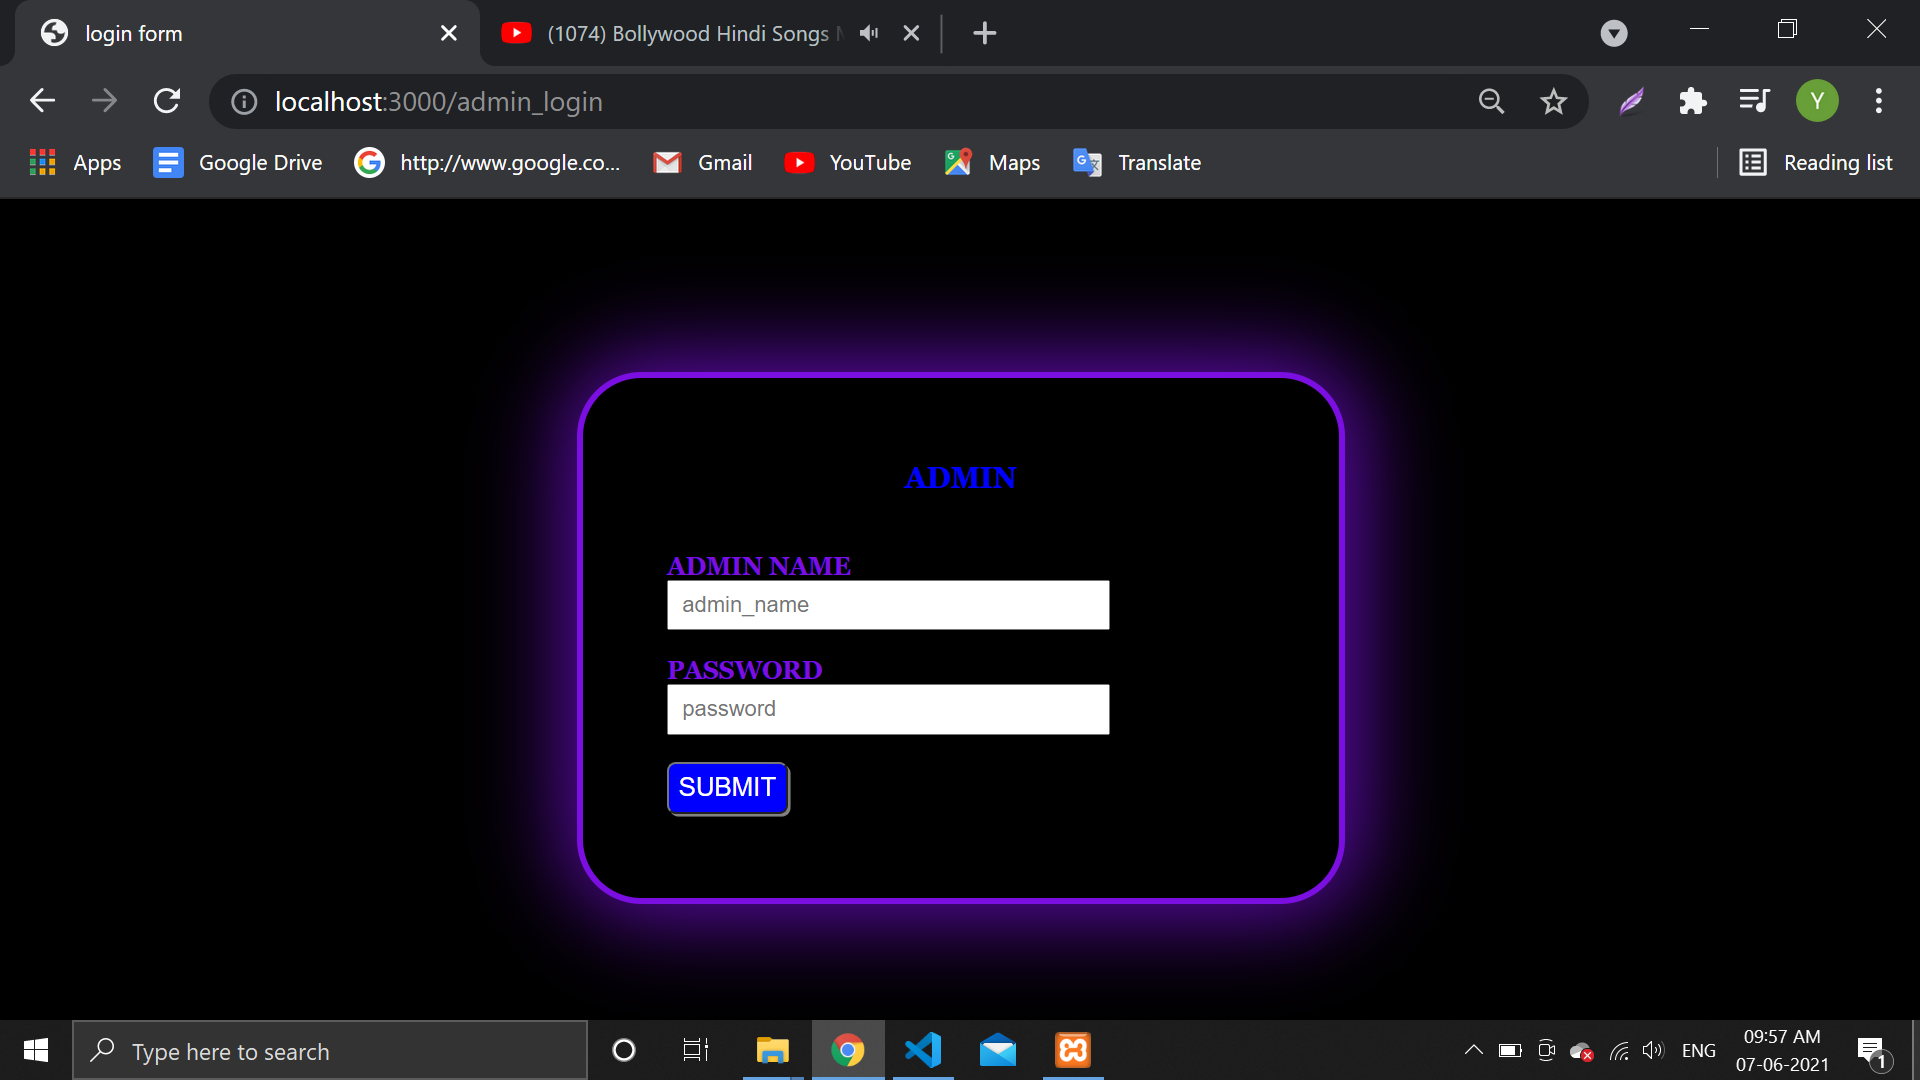 login form
(1074) Bollywood Hindi Songs
localhost:3000/admin_login
Y
Apps
Google Drive
http://www.google.co...
Gmail
YouTube
Maps
Translate
Reading list
ADMIN
ADMIN NAME
admin_name
PASSWORD
password
SUBMIT
Type here to search
ENG
09:57 AM
07-06-2021
1